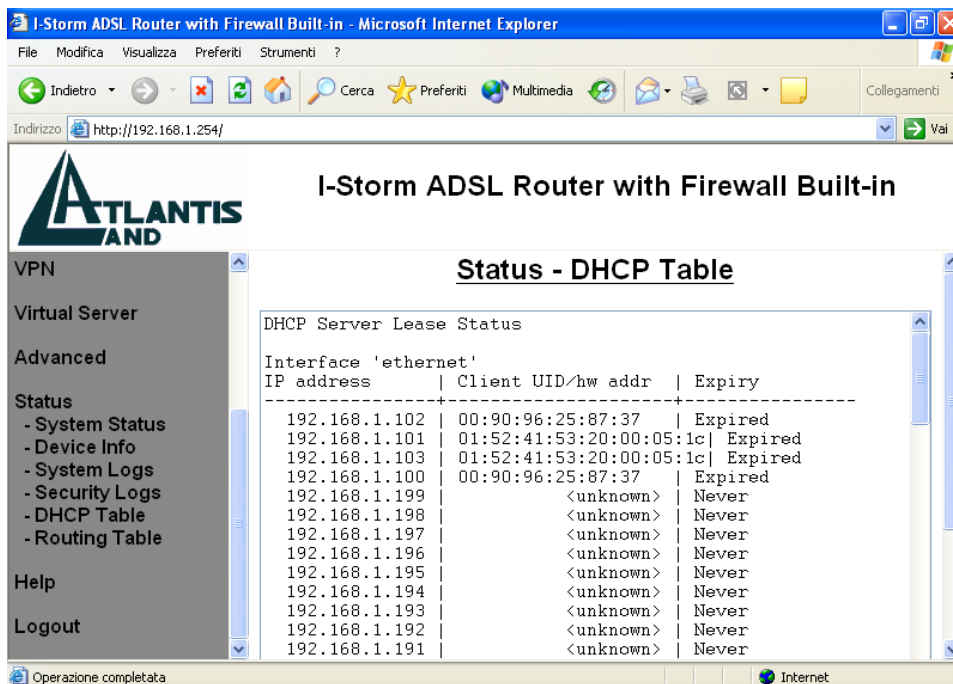 I-Storm ADSL Router with Firewall Built-in - Microsoft Internet Explorer
File Modifica Visualizza Preferiti Strumenti ?
Indietro Cerca Preferiti Multimedia Collegamenti
Indirizzo http://192.168.1.254/ Vai
ATLANTIS
LAND
I-Storm ADSL Router with Firewall Built-in
VPN
Virtual Server
Advanced
Status
- System Status
- Device Info
- System Logs
- Security Logs
- DHCP Table
- Routing Table
Help
Logout
Status - DHCP Table
DHCP Server Lease Status
Interface 'ethernet'
IP address | Client UID/hw addr | Expiry
----------------+---------------------+----------------
192.168.1.102 | 00:90:96:25:87:37 | Expired
192.168.1.101 | 01:52:41:53:20:00:05:1c| Expired
192.168.1.103 | 01:52:41:53:20:00:05:1c| Expired
192.168.1.100 | 00:90:96:25:87:37 | Expired
192.168.1.199 | <unknown> | Never
192.168.1.198 | <unknown> | Never
192.168.1.197 | <unknown> | Never
192.168.1.196 | <unknown> | Never
192.168.1.195 | <unknown> | Never
192.168.1.194 | <unknown> | Never
192.168.1.193 | <unknown> | Never
192.168.1.192 | <unknown> | Never
192.168.1.191 | <unknown> | Never
Operazione completata Internet